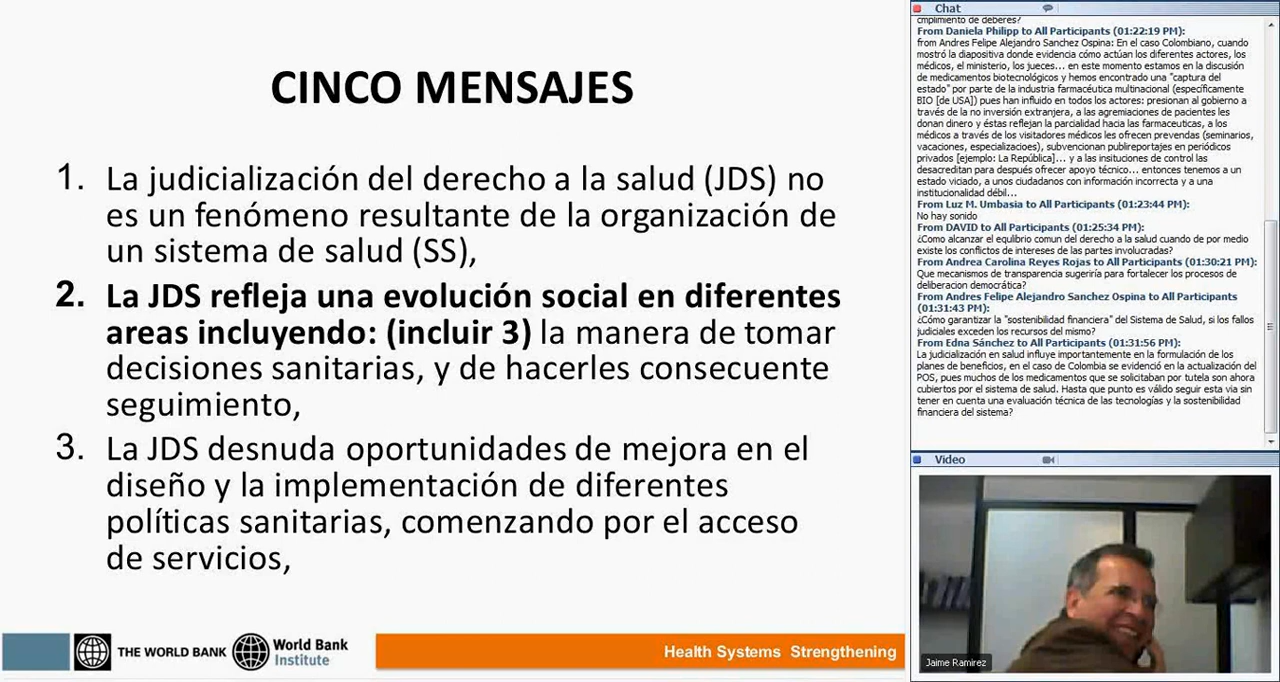 CINCO MENSAJES
1. La judicialización del derecho a la salud (JDS) no
es un fenómeno resultante de la organización de
un sistema de salud (SS),
2. La JDS refleja una evolución social en diferentes
areas incluyendo: (incluir 3) la manera de tomar
decisiones sanitarias, y de hacerles consecuente
seguimiento,
3. La JDS desnuda oportunidades de mejora en el
diseño y la implementación de diferentes
políticas sanitarias, comenzando por el acceso
de servicios,
THE WORLD BANK
World Bank
Institute
Health Systems Strengthening
Chat
cmplimiento de deberes?
From Daniela Philipp to All Participants (01:22:19 PM):
from Andres Felipe Alejandro Sanchez Ospina: En el caso Colombiano, cuando
mostró la diapositva donde evidencia cómo actúan los diferentes actores, los
médicos, el ministerio, los jueces... en este momento estamos en la discusión
de medicamentos biotecnológicos y hemos encontrado una "captura del
estado" por parte de la industria farmacéutica multinacional (específicamente
BIO [de USA]) pues han influido en todos los actores: presionan al gobierno a
través de la no inversión extranjera, a las agremiaciones de pacientes les
donan dinero y éstas reflejan la parcialidad hacia las farmaceuticas, a los
médicos a través de los visitadores médicos les ofrecen prevendas (seminarios,
vacaciones, especializacioes), subvencionan publireportajes en periódicos
privados [ejemplo: La República]... y a las insituciones de control las
desacreditan para después ofrecer apoyo técnico... entonces tenemos a un
estado viciado, a unos ciudadanos con información incorrecta y a una
institucionalidad débil...
From Luz M. Umbasia to All Participants (01:23:44 PM):
No hay sonido
From DAVID to All Participants (01:25:34 PM):
¿Como alcanzar el equlibrio comun del derecho a la salud cuando de por medio
existe los conflictos de intereses de las partes involucradas?
From Andrea Carolina Reyes Rojas to All Participants (01:30:21 PM):
Que mecanismos de transparencia sugeriría para fortalecer los procesos de
deliberacion democrática?
From Andres Felipe Alejandro Sanchez Ospina to All Participants
(01:31:43 PM):
¿Cómo garantizar la "sostenibilidad financiera" del Sistema de Salud, si los fallos
judiciales exceden los recursos del mismo?
From Edna Sánchez to All Participants (01:31:56 PM):
La judicialización en salud influye importantemente en la formulación de los
planes de beneficios, en el caso de Colombia se evidenció en la actualización del
POS, pues muchos de los medicamentos que se solicitaban por tutela son ahora
cubiertos por el sistema de salud. Hasta que punto es válido seguir esta via sin
tener en cuenta una evaluación técnica de las tecnologías y la sostenibilidad
financiera del sistema?
Video
Jaime Ramirez